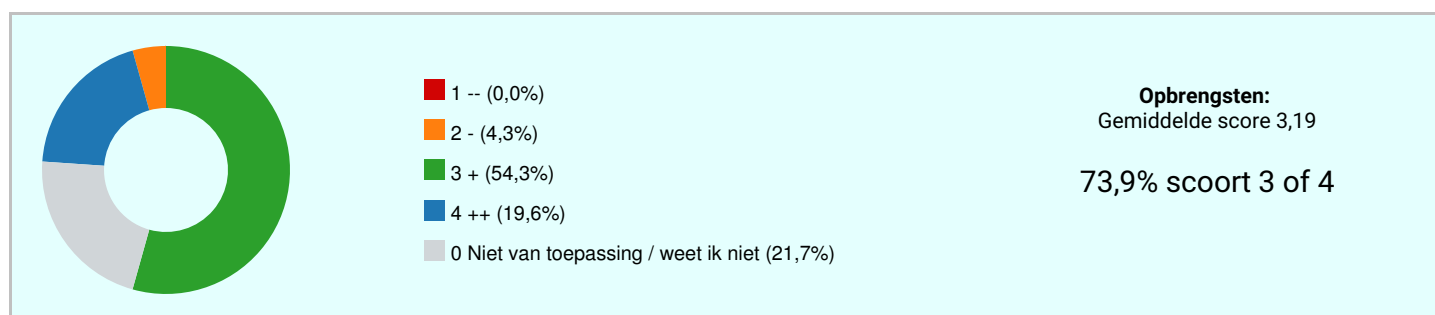 1 -- (0,0%)
2 - (4,3%)
3 + (54,3%)
4 ++ (19,6%)
0 Niet van toepassing / weet ik niet (21,7%)
Opbrengsten:
Gemiddelde score 3,19
73,9% scoort 3 of 4